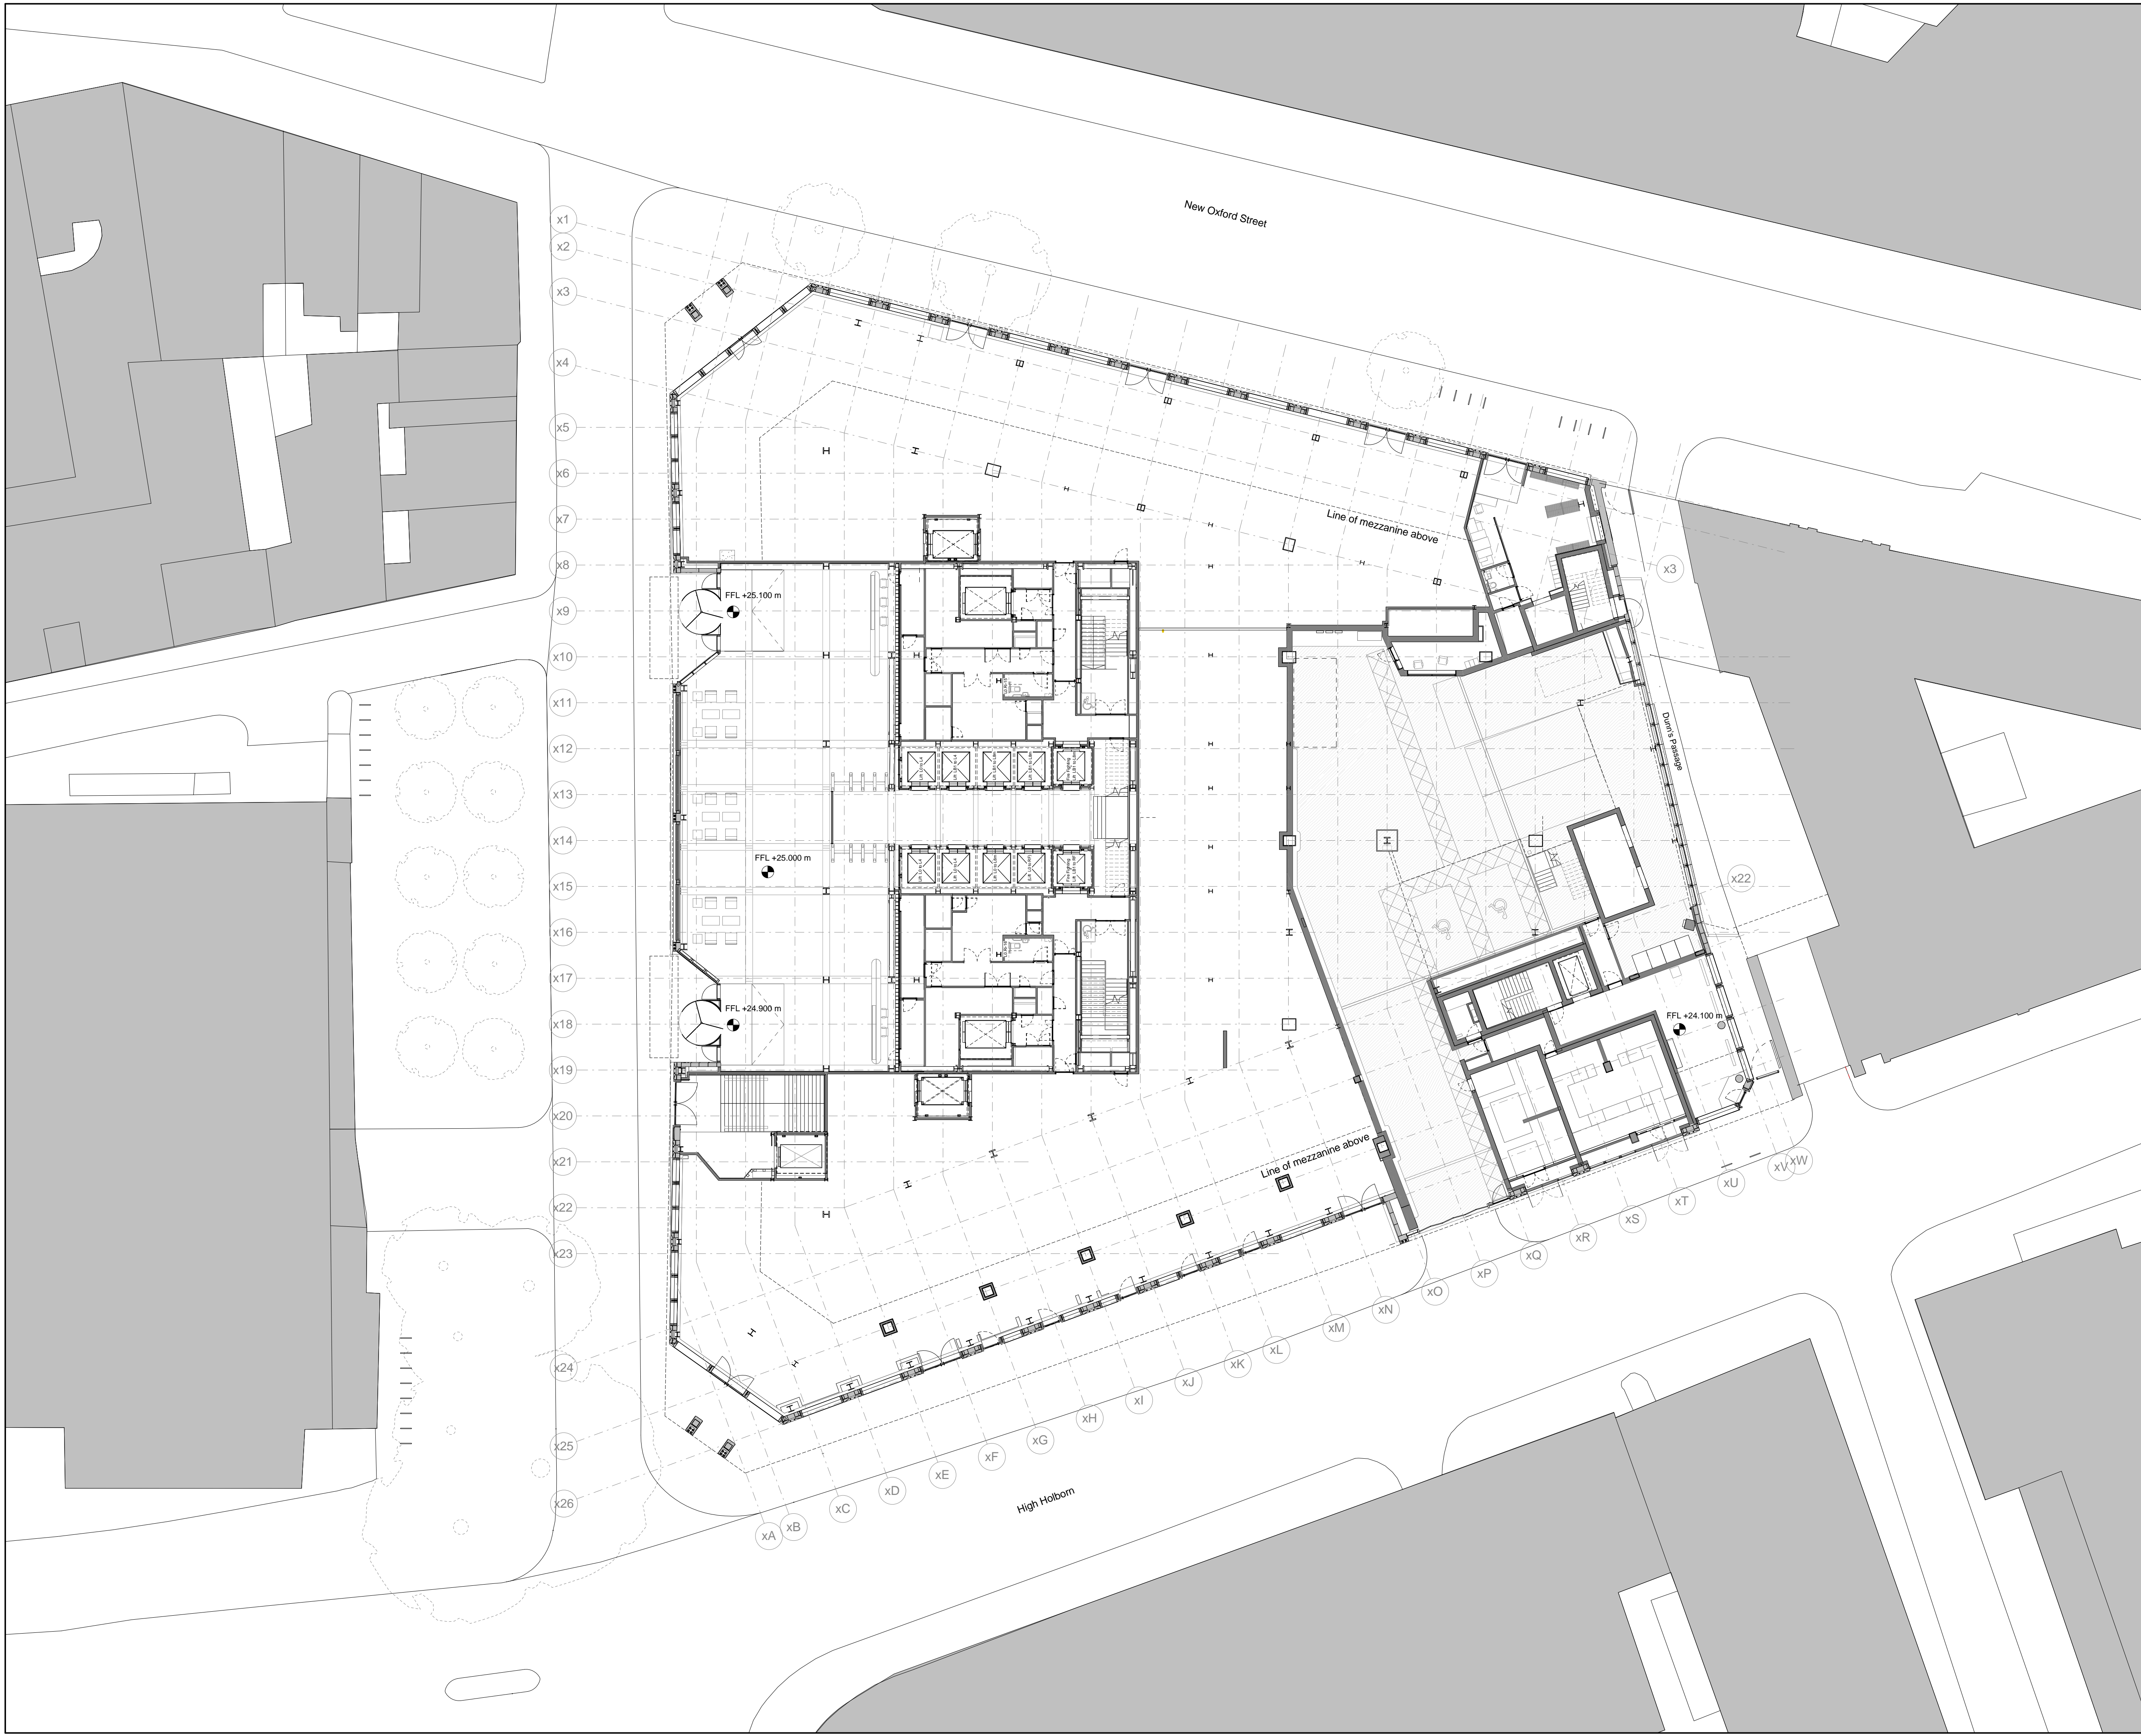 New Oxford Street
x1
x2
x3
x4
x5
x6
x7
x8
x9
x10
x11
x12
x13
x14
x15
x16
x17
x18
x19
x20
x21
x22
x23
x24
x25
x26
Line of mezzanine above
x3
FFL +25.100 m
Dunn's Passage
FFL +25.000 m
x22
FFL +24.900 m
FFL +24.100 m
Line of mezzanine above
Fire Fighting
Fire Fighting
xA
xB
xC
xD
xE
xF
xG
xH
xI
xJ
xK
xL
xM
xN
xO
xP
xQ
xR
xS
xT
xU
xV
xW
High Holborn